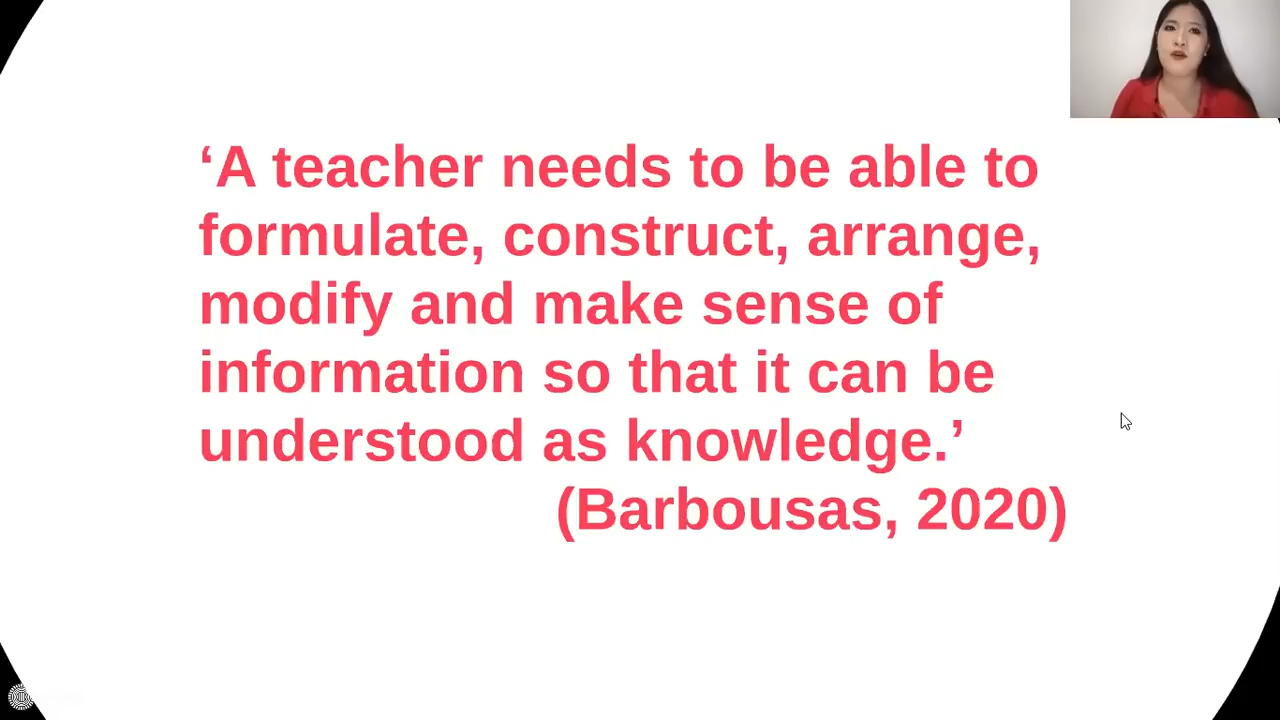 ‘A teacher needs to be able to
formulate, construct, arrange,
modify and make sense of
information so that it can be
understood as knowledge.’
(Barbousas, 2020)